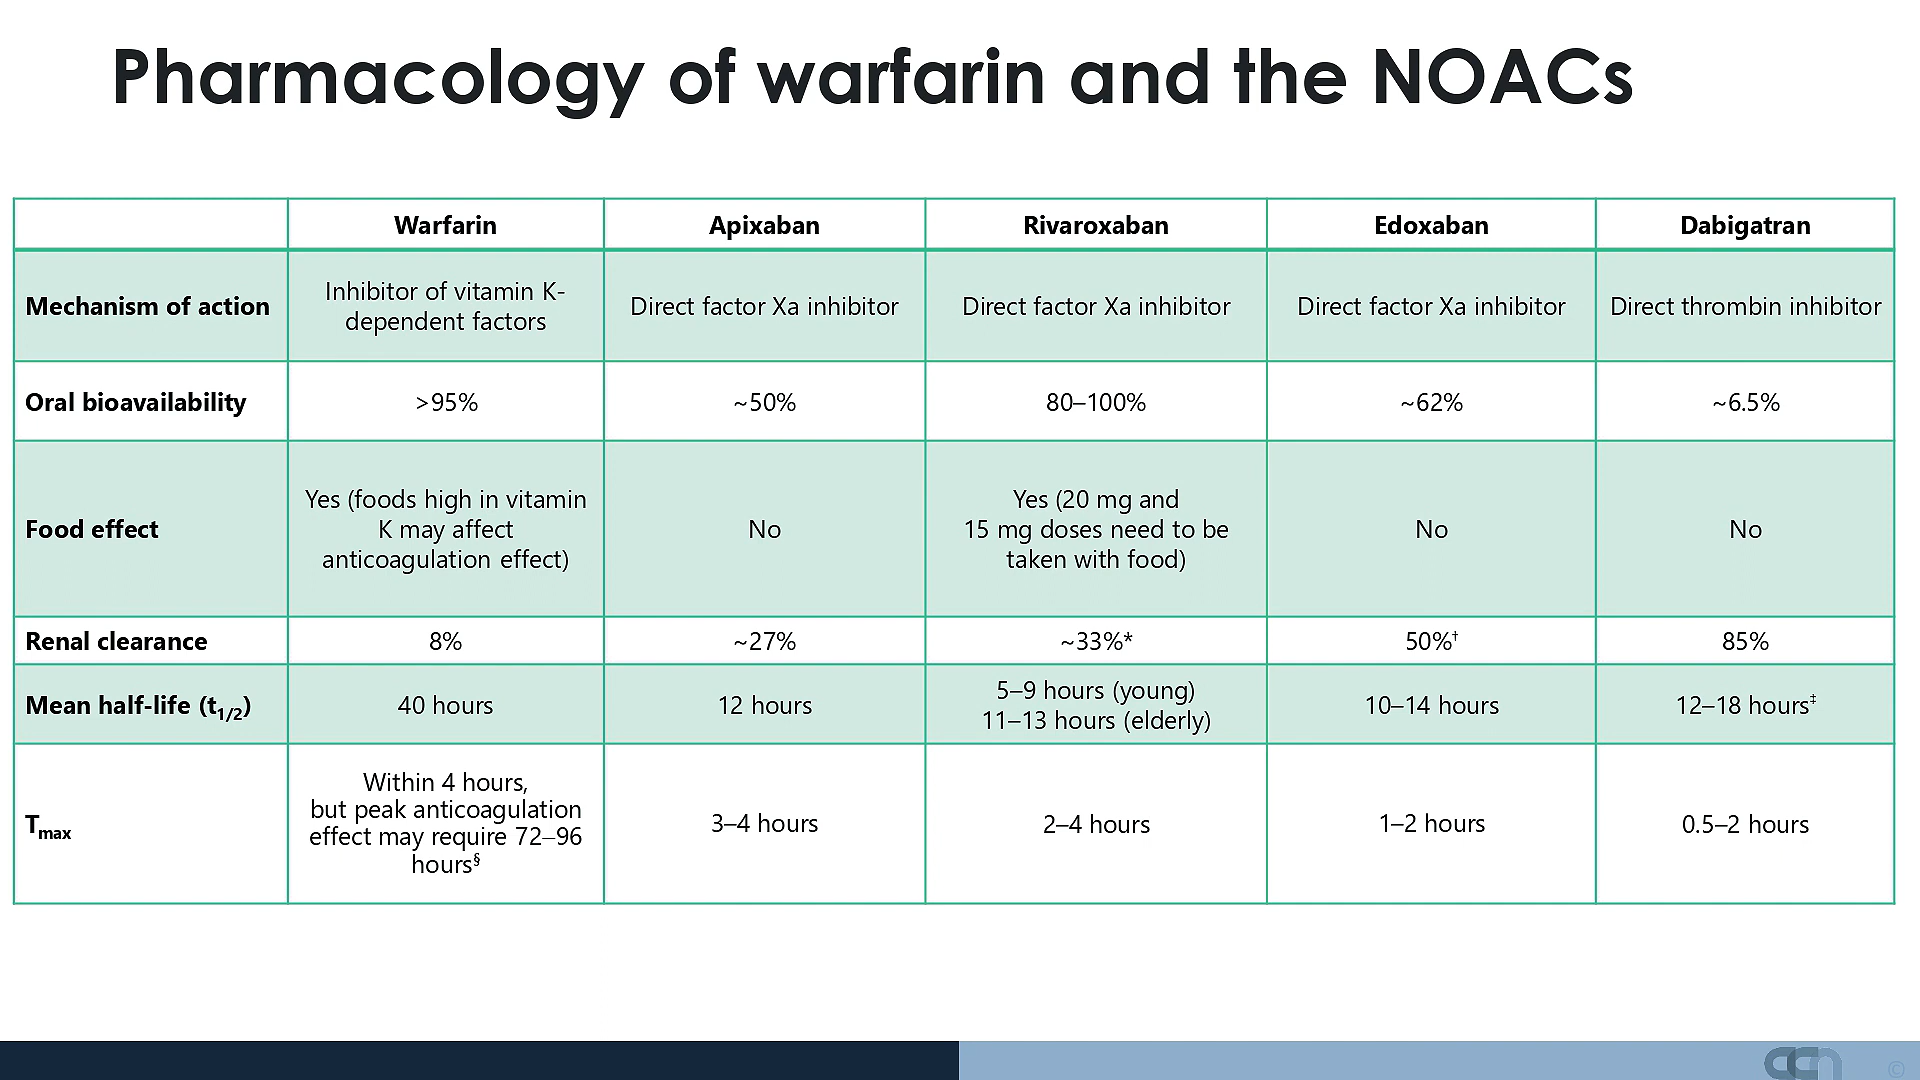 Pharmacology of warfarin and the NOACs
Warfarin Apixaban Rivaroxaban Edoxaban Dabigatran
Mechanism of action
Inhibitor of vitamin K-
dependent factors
Direct factor Xa inhibitor
Direct factor Xa inhibitor
Direct factor Xa inhibitor
Direct thrombin inhibitor
Oral bioavailability >95% ~50% 80–100% ~62% ~6.5%
Food effect
Yes (foods high in vitamin
K may affect
anticoagulation effect)
No
Yes (20 mg and
15 mg doses need to be
taken with food)
No
No
Renal clearance 8% ~27% ~33%* 50%† 85%
Mean half-life (t1/2)
40 hours
12 hours
5–9 hours (young)
11–13 hours (elderly)
10–14 hours
12–18 hours‡
Tmax
Within 4 hours,
but peak anticoagulation
effect may require 72–96
hours§
3–4 hours
2–4 hours
1–2 hours
0.5–2 hours
©